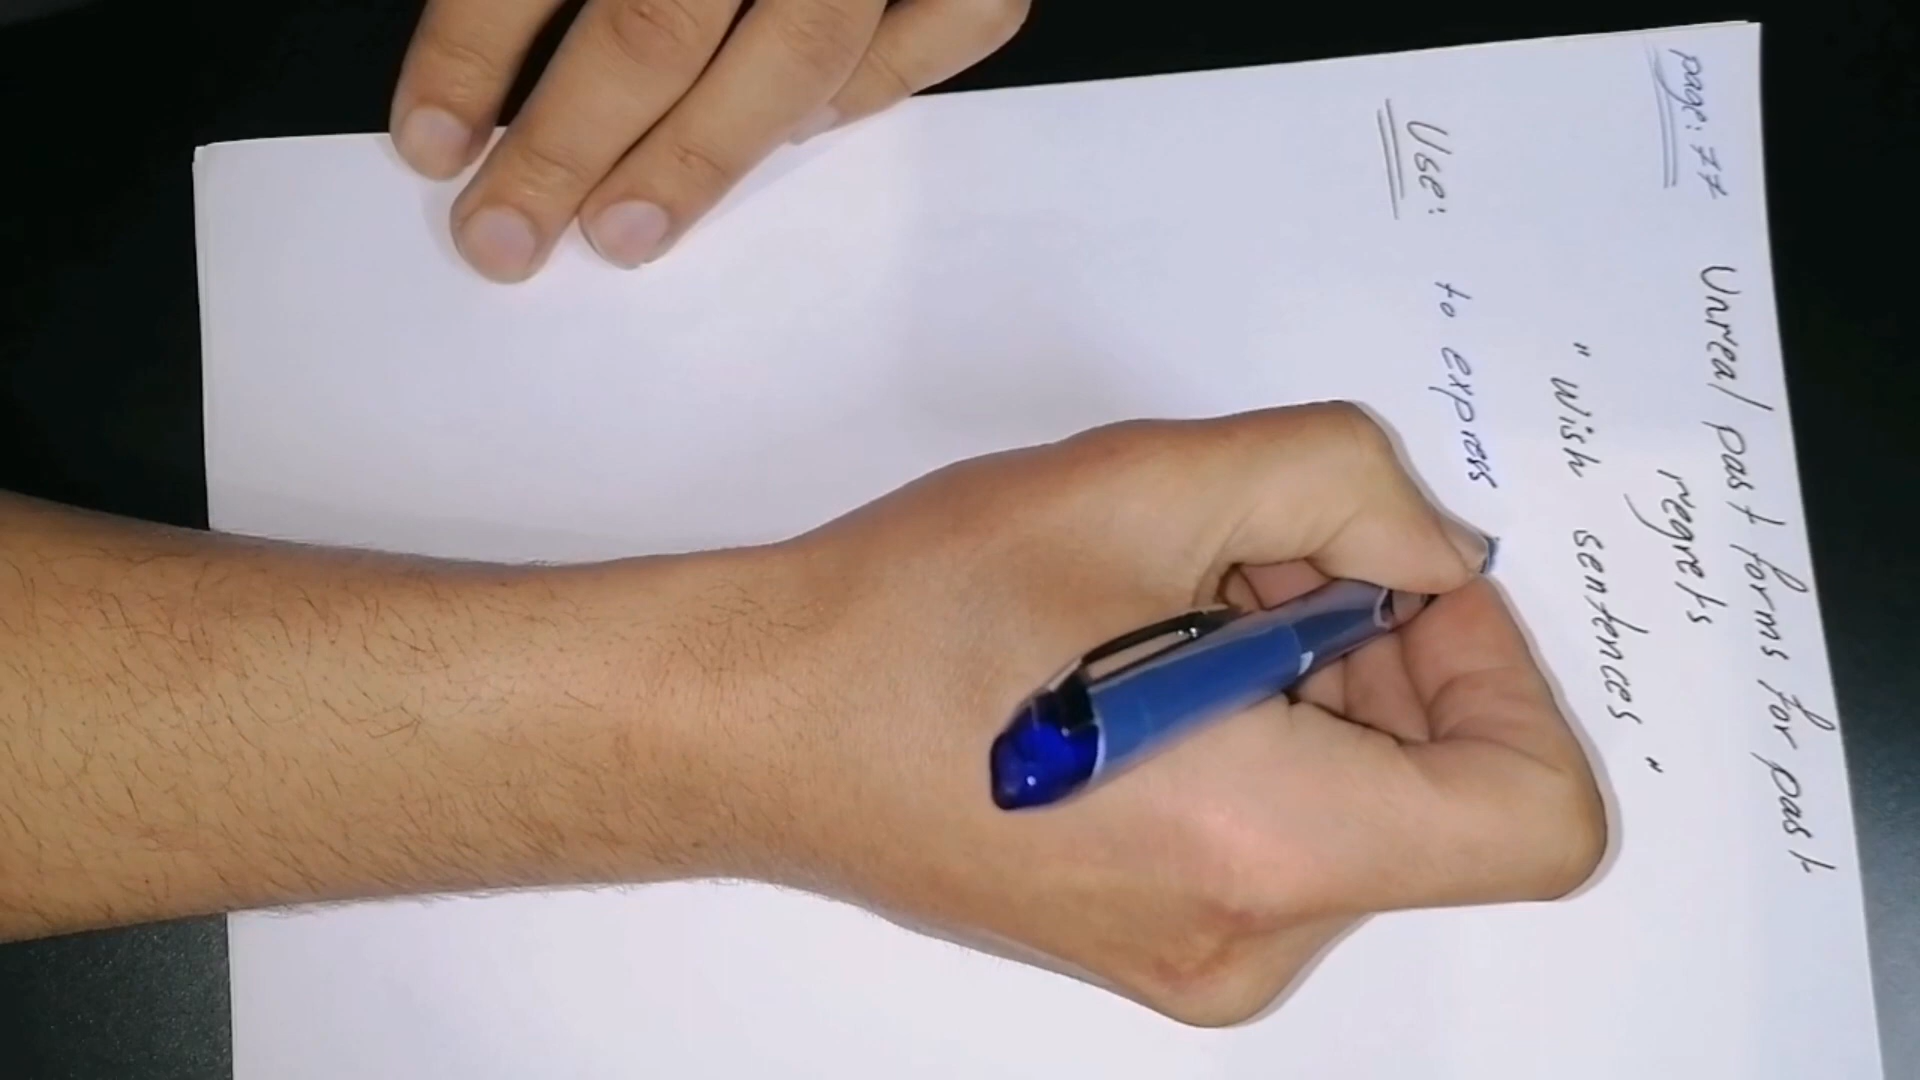 page: 77 Unreal past forms for past
regrets
" Wish sentences "
Use: to express